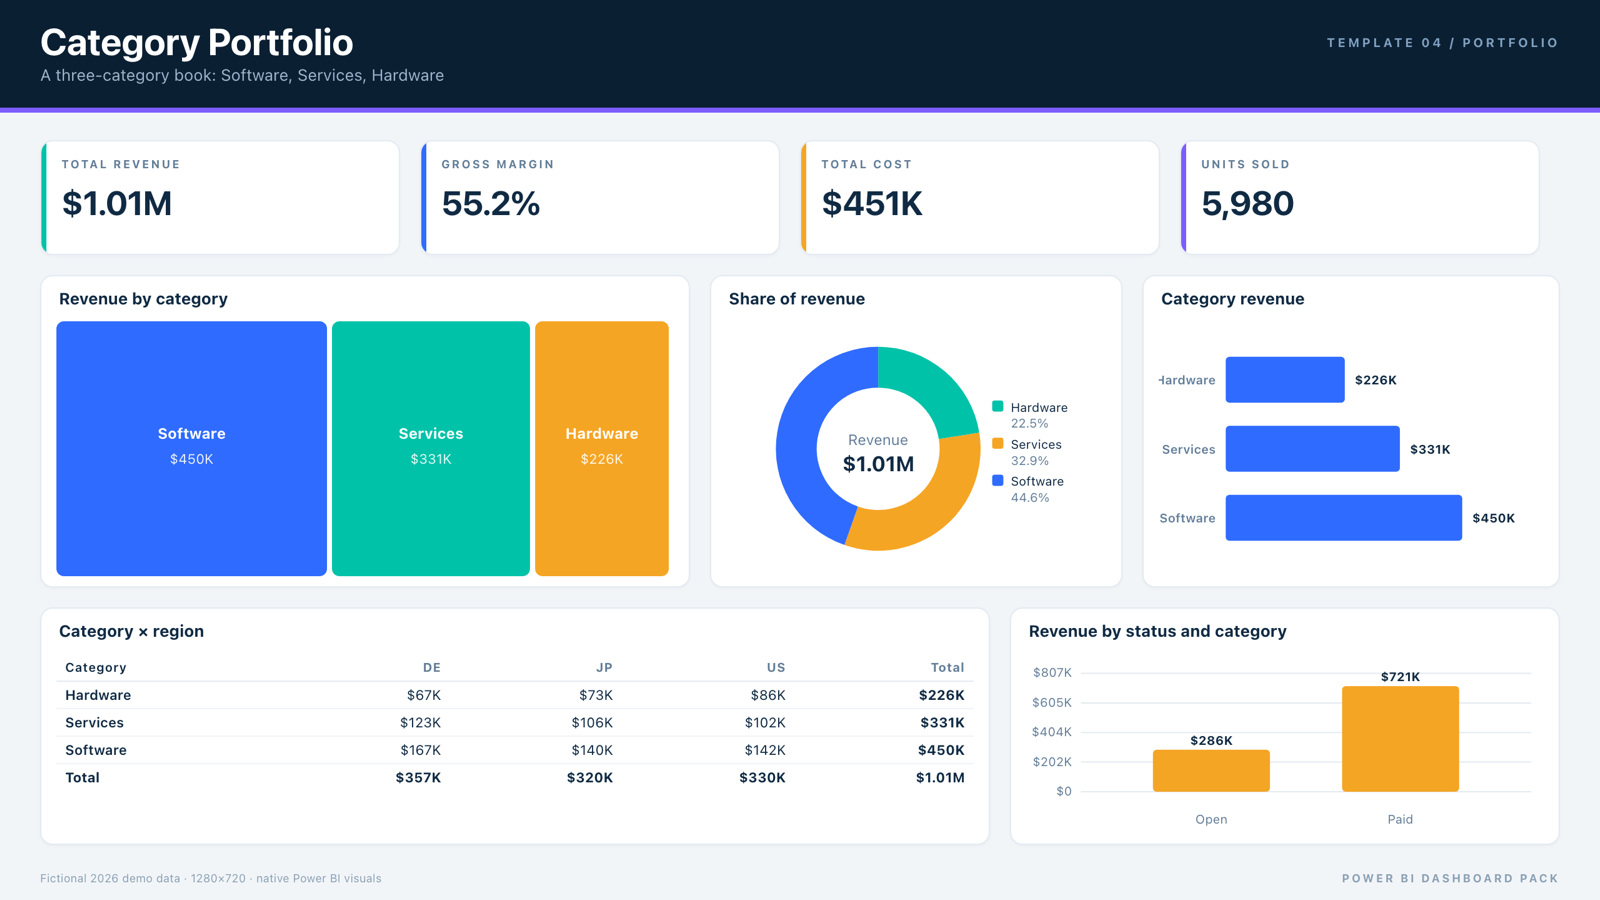 Category Portfolio
A three-category book: Software, Services, Hardware
TEMPLATE 04 / PORTFOLIO
TOTAL REVENUE
$1.01M
GROSS MARGIN
55.2%
TOTAL COST
$451K
UNITS SOLD
5,980
Revenue by category
Software
$450K
Services
$331K
Hardware
$226K
Share of revenue
Revenue
$1.01M
Hardware
22.5%
Services
32.9%
Software
44.6%
Category revenue
Hardware $226K
Services $331K
Software $450K
Category × region
Category DE JP US Total
Hardware $67K $73K $86K $226K
Services $123K $106K $102K $331K
Software $167K $140K $142K $450K
Total $357K $320K $330K $1.01M
Revenue by status and category
$807K
$605K
$404K
$202K
$0
$286K
$721K
Open Paid
Fictional 2026 demo data · 1280×720 · native Power BI visuals
POWER BI DASHBOARD PACK